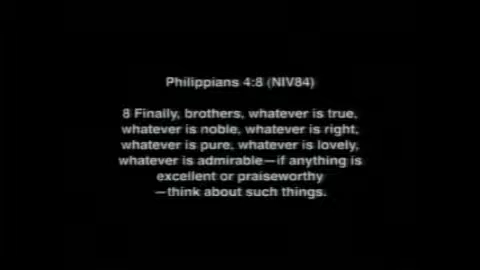 Philippians 4:8 (NIV84)
8 Finally, brothers, whatever is true,
whatever is noble, whatever is right,
whatever is pure, whatever is lovely,
whatever is admirable—if anything is
excellent or praiseworthy
—think about such things.